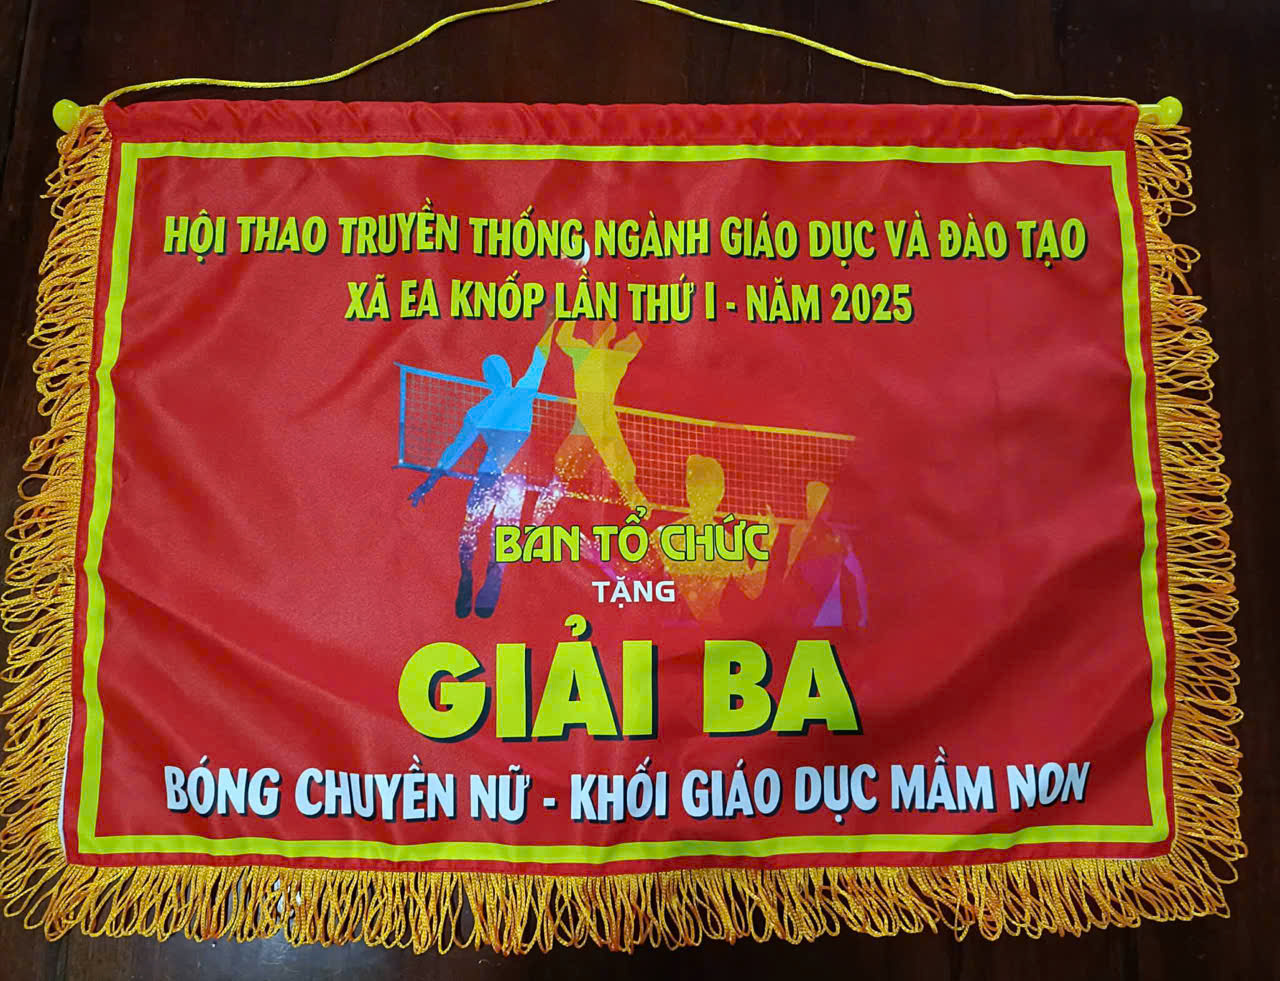 HỘI THAO TRUYỀN THỐNG NGÀNH GIÁO DỤC VÀ ĐÀO TẠO
XÃ EA KNỐP LẦN THỨ I - NĂM 2025
BAN TỔ CHỨC
TẶNG
GIẢI BA
BÓNG CHUYỀN NỮ - KHỐI GIÁO DỤC MẦM NON